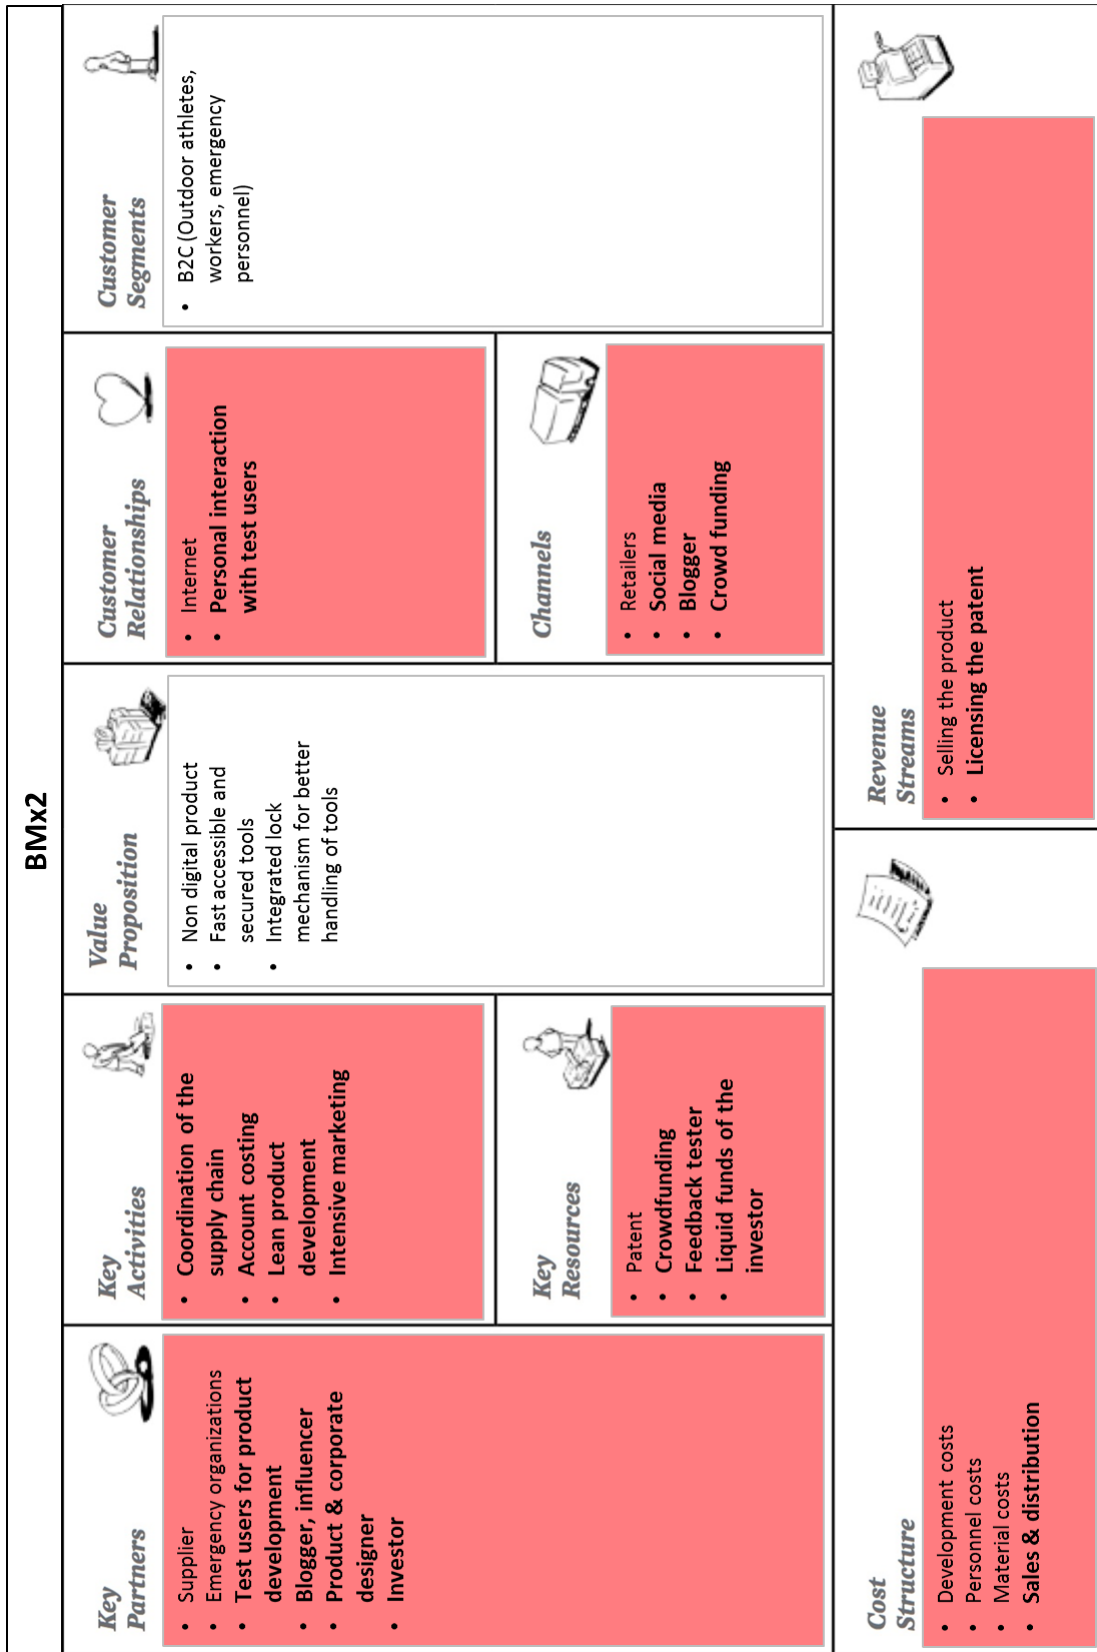 BMx2
Key
Partners
• Supplier
• Emergency organizations
• Test users for product
development
• Blogger, influencer
• Product & corporate
designer
• Investor
Key
Activities
• Coordination of the
supply chain
• Account costing
• Lean product
development
• Intensive marketing
Key
Resources
• Patent
• Crowdfunding
• Feedback tester
• Liquid funds of the
investor
Value
Proposition
• Non digital product
• Fast accessible and
secured tools
• Integrated lock
mechanism for better
handling of tools
Customer
Relationships
• Internet
• Personal interaction
with test users
Channels
• Retailers
• Social media
• Blogger
• Crowd funding
Customer
Segments
• B2C (Outdoor athletes,
workers, emergency
personnel)
Cost
Structure
• Development costs
• Personnel costs
• Material costs
• Sales & distribution
Revenue
Streams
• Selling the product
• Licensing the patent